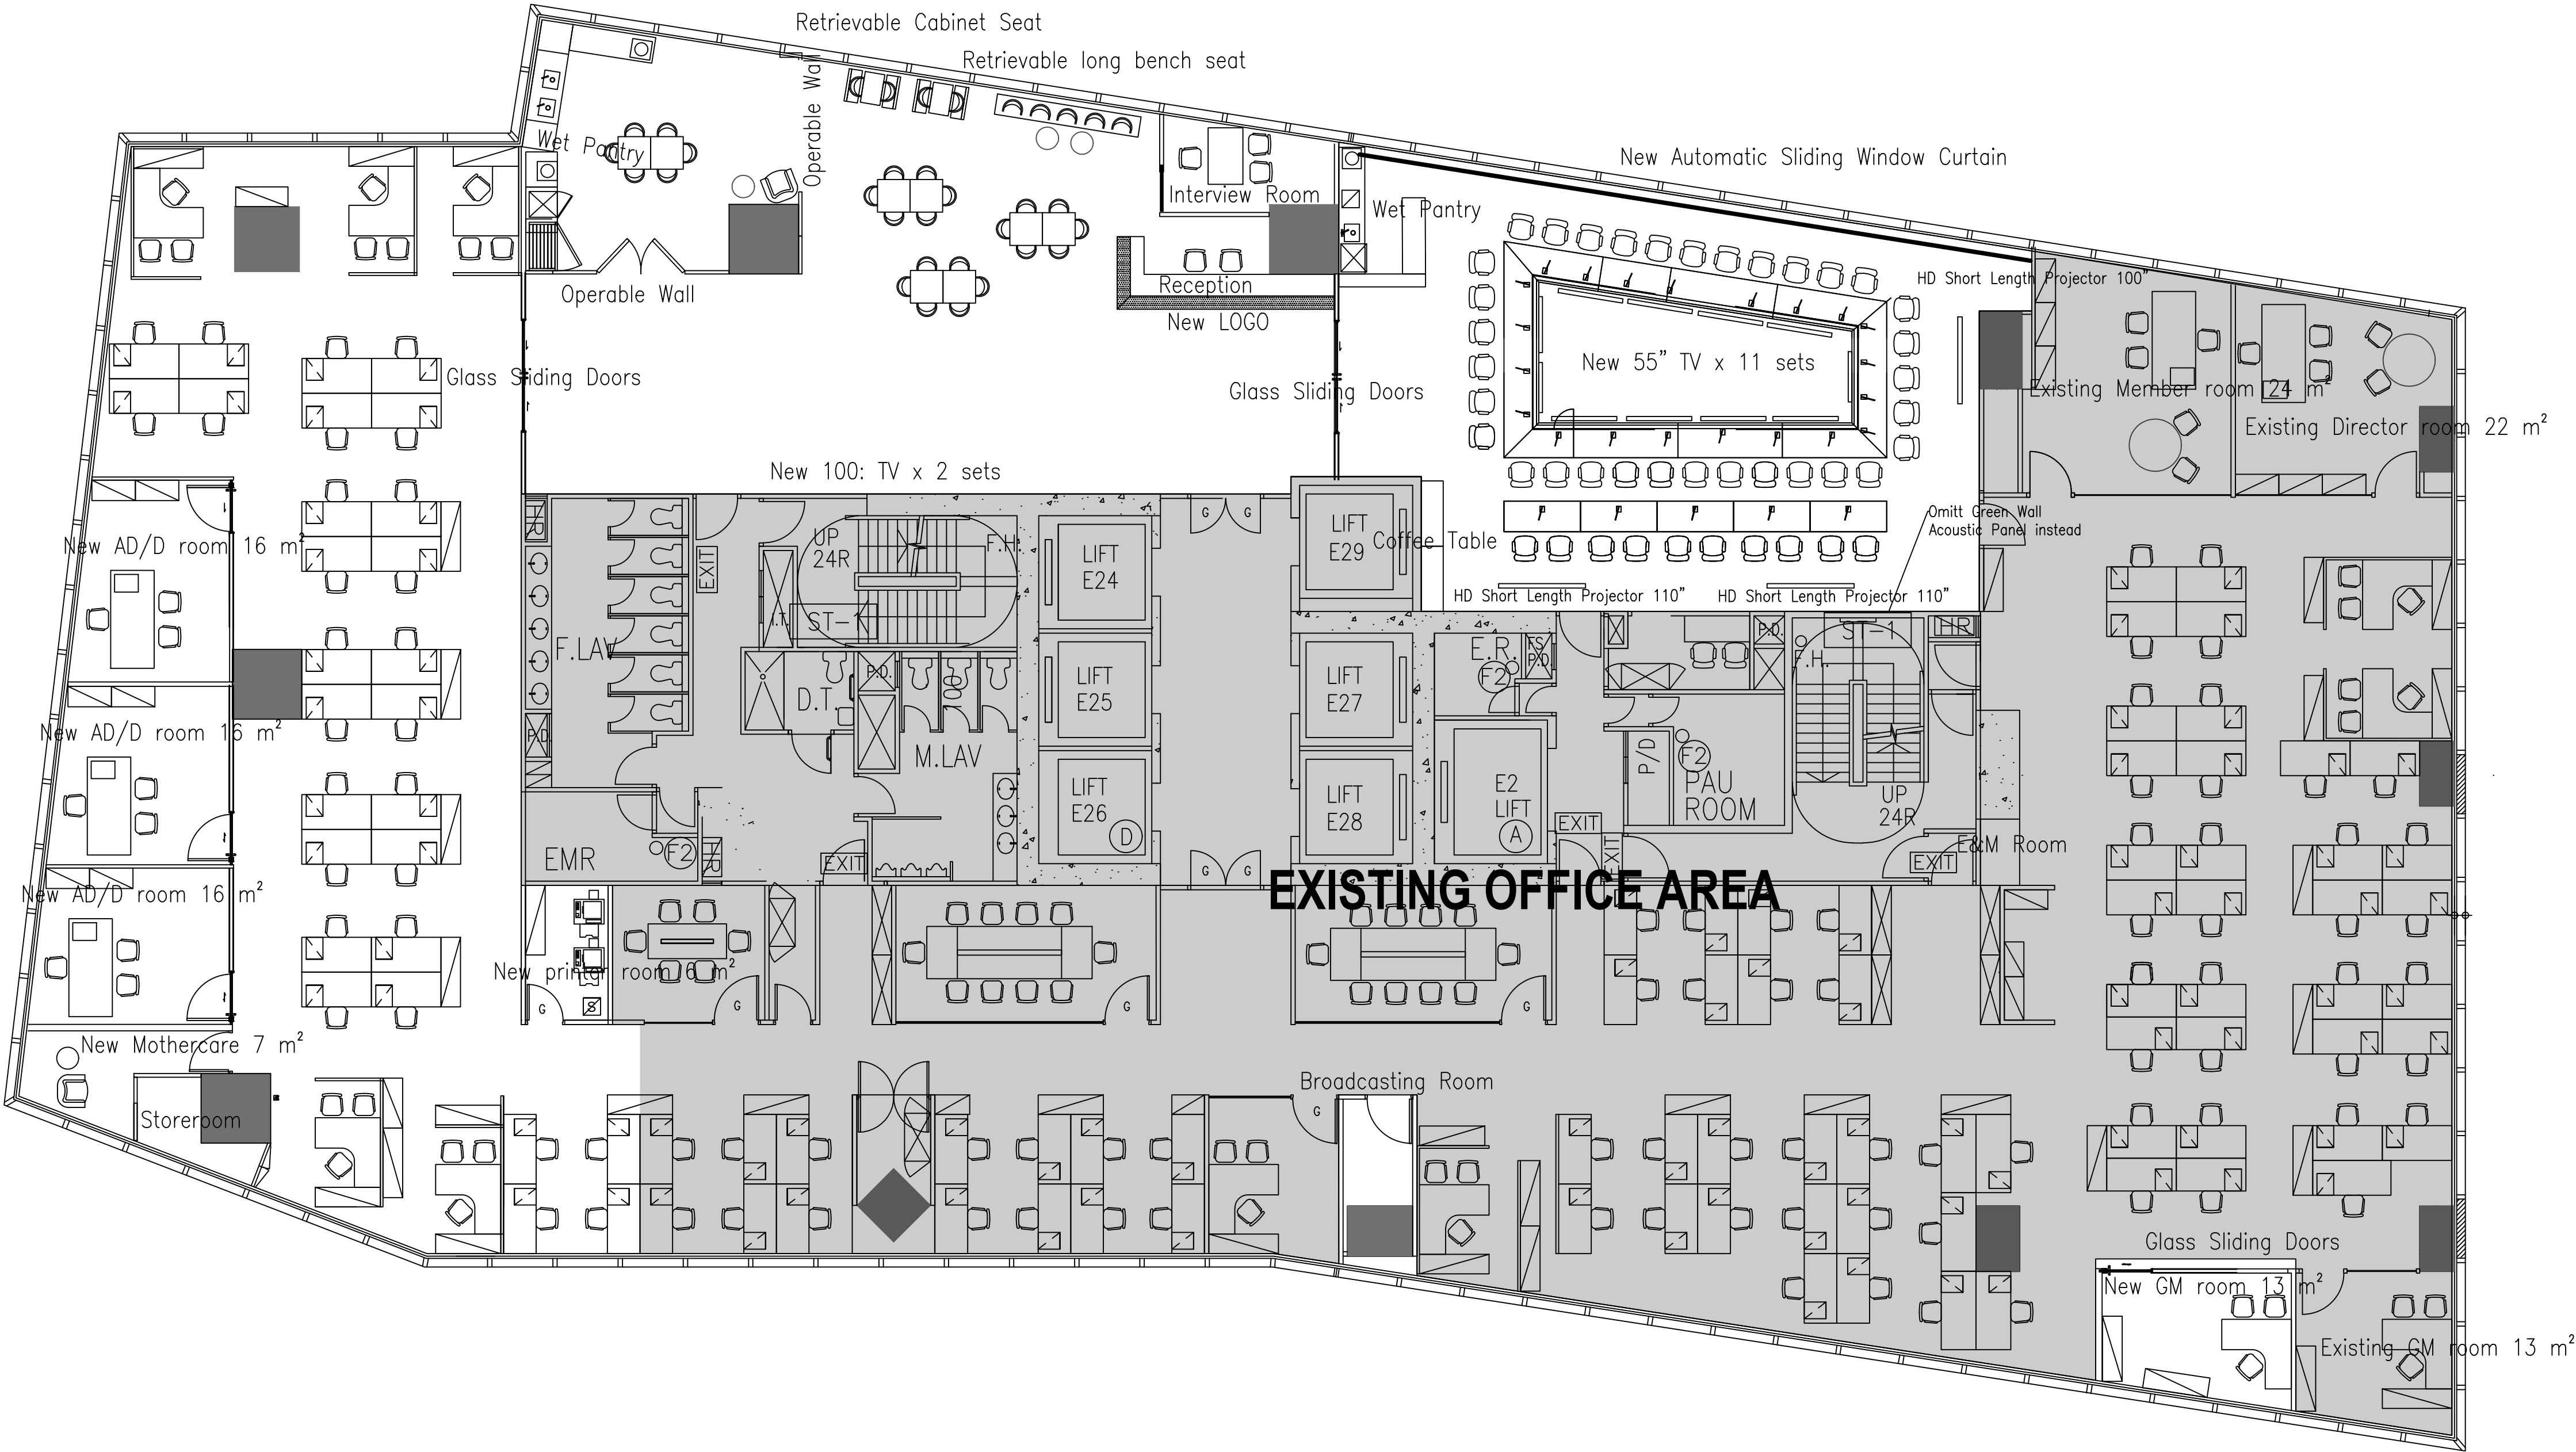 Retrievable Cabinet Seat
Retrievable long bench seat
Operable Wall
Wet Pantry
New Automatic Sliding Window Curtain
Interview Room
Wet Pantry
HD Short Length Projector 100"
Operable Wall
Reception
New LOGO
Glass Sliding Doors
Glass Sliding Doors
New 55" TV x 11 sets
Existing Member room 24 m²
Existing Director room 22 m²
New 100: TV x 2 sets
G
G
Omitt Green Wall
Acoustic Panel instead
HR
UP
24R
F.H.
LIFT
E24
LIFT
E29
Coffee Table
New AD/D room 16 m²
EXIT
HD Short Length Projector 110"
HD Short Length Projector 110"
I.T.
ST-1
F.LAV
E.R.
TS/
P.D.
F2
P.D.
ST-1
HR
F.H.
D.T.
P.D.
100
LIFT
E25
LIFT
E27
New AD/D room 16 m²
P.D.
M.LAV
P/D
F2
PAU
ROOM
LIFT
E26
D
LIFT
E28
E2
LIFT
A
UP
24R
EXIT
EXIT
EMR
F2
HR
EXIT
G
G
EXIT
E&M Room
New AD/D room 16 m²
EXISTING OFFICE AREA
New printer room 6 m²
G
S
G
G
G
New Mothercare 7 m²
Storeroom
Broadcasting Room
G
Glass Sliding Doors
New GM room 13 m²
Existing GM room 13 m²